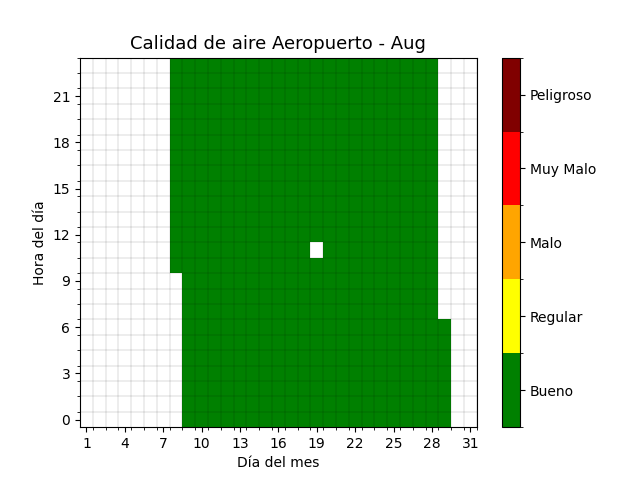 Calidad de aire Aeropuerto - Aug
21
18
15
12
9
6
3
0
Hora del día
1 4 7 10 13 16 19 22 25 28 31
Día del mes
Peligroso
Muy Malo
Malo
Regular
Bueno